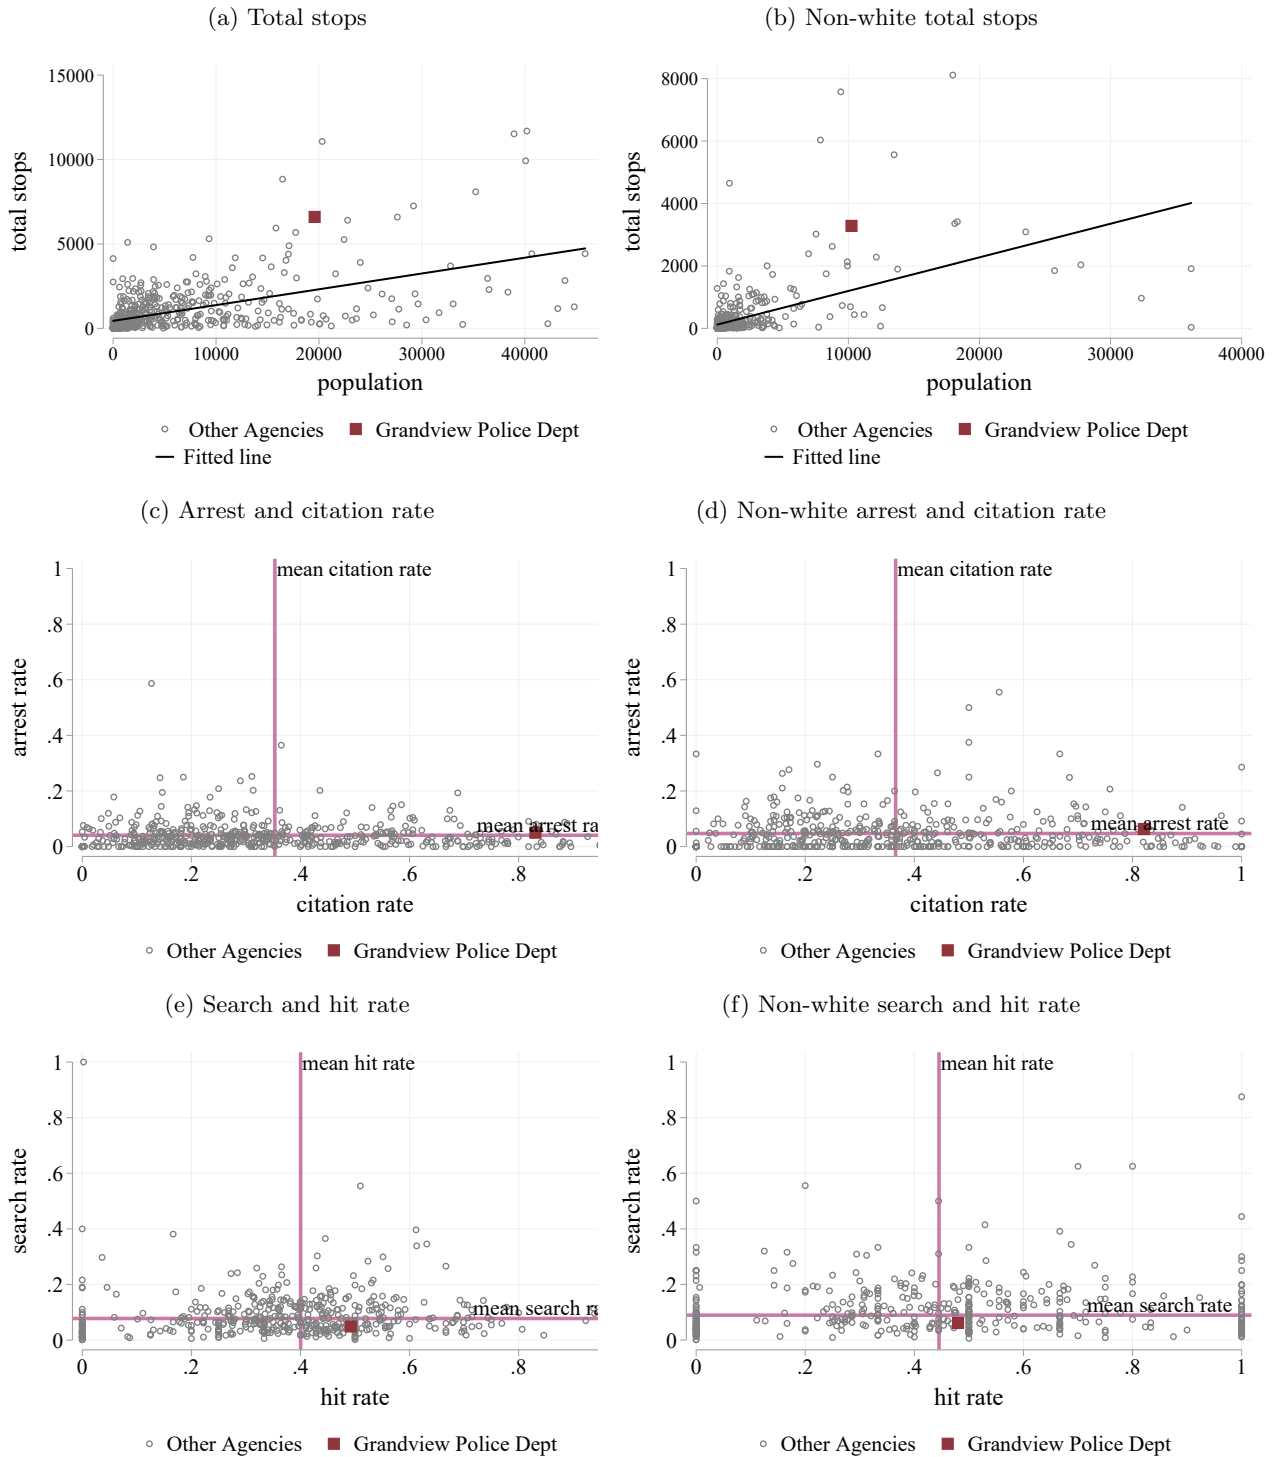 (a) Total stops
15000
10000
5000
0
total stops
0 10000 20000 30000 40000
population
Other Agencies Grandview Police Dept
Fitted line
(b) Non-white total stops
8000
6000
4000
2000
0
total stops
0 10000 20000 30000 40000
population
Other Agencies Grandview Police Dept
Fitted line
(c) Arrest and citation rate
mean citation rate
1
.8
.6
.4
.2
0
arrest rate
mean arrest ra
0 .2 .4 .6 .8
citation rate
Other Agencies Grandview Police Dept
(d) Non-white arrest and citation rate
mean citation rate
1
.8
.6
.4
.2
0
arrest rate
mean arrest rate
0 .2 .4 .6 .8 1
citation rate
Other Agencies Grandview Police Dept
(e) Search and hit rate
mean hit rate
1
.8
.6
.4
.2
0
search rate
mean search ra
0 .2 .4 .6 .8
hit rate
Other Agencies Grandview Police Dept
(f) Non-white search and hit rate
mean hit rate
1
.8
.6
.4
.2
0
search rate
mean search rate
0 .2 .4 .6 .8 1
hit rate
Other Agencies Grandview Police Dept